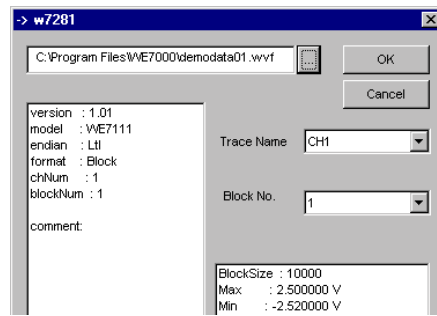 -> w7281
C:\Program Files\WE7000\demodata01.wvf
...
OK
Cancel
version : 1.01
model : WE7111
endian : Ltl
format : Block
chNum : 1
blockNum : 1
comment:
Trace Name
CH1
Block No.
1
BlockSize : 10000
Max : 2.500000 V
Min : -2.520000 V